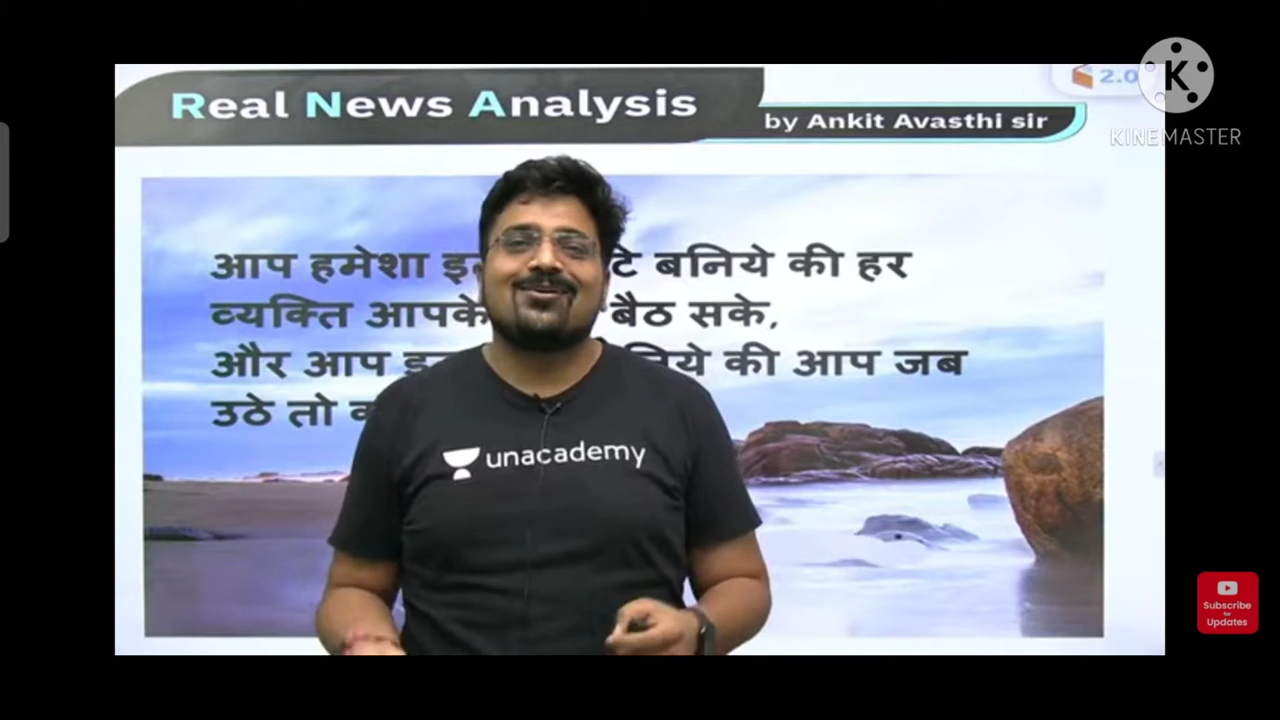 Real News Analysis
by Ankit Avasthi sir
2.0
K
KINEMASTER
आप हमेशा बनिये की हर
व्यक्ति आपके बैठ सके,
और आप की आप जब
उठे तो
unacademy
Subscribe
for
Updates